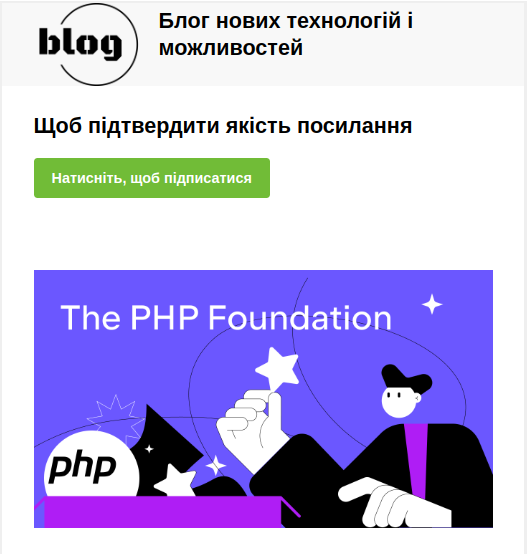 blog
Блог нових технологій і
можливостей
Щоб підтвердити якість посилання
Натисніть, щоб підписатися
The PHP Foundation
php